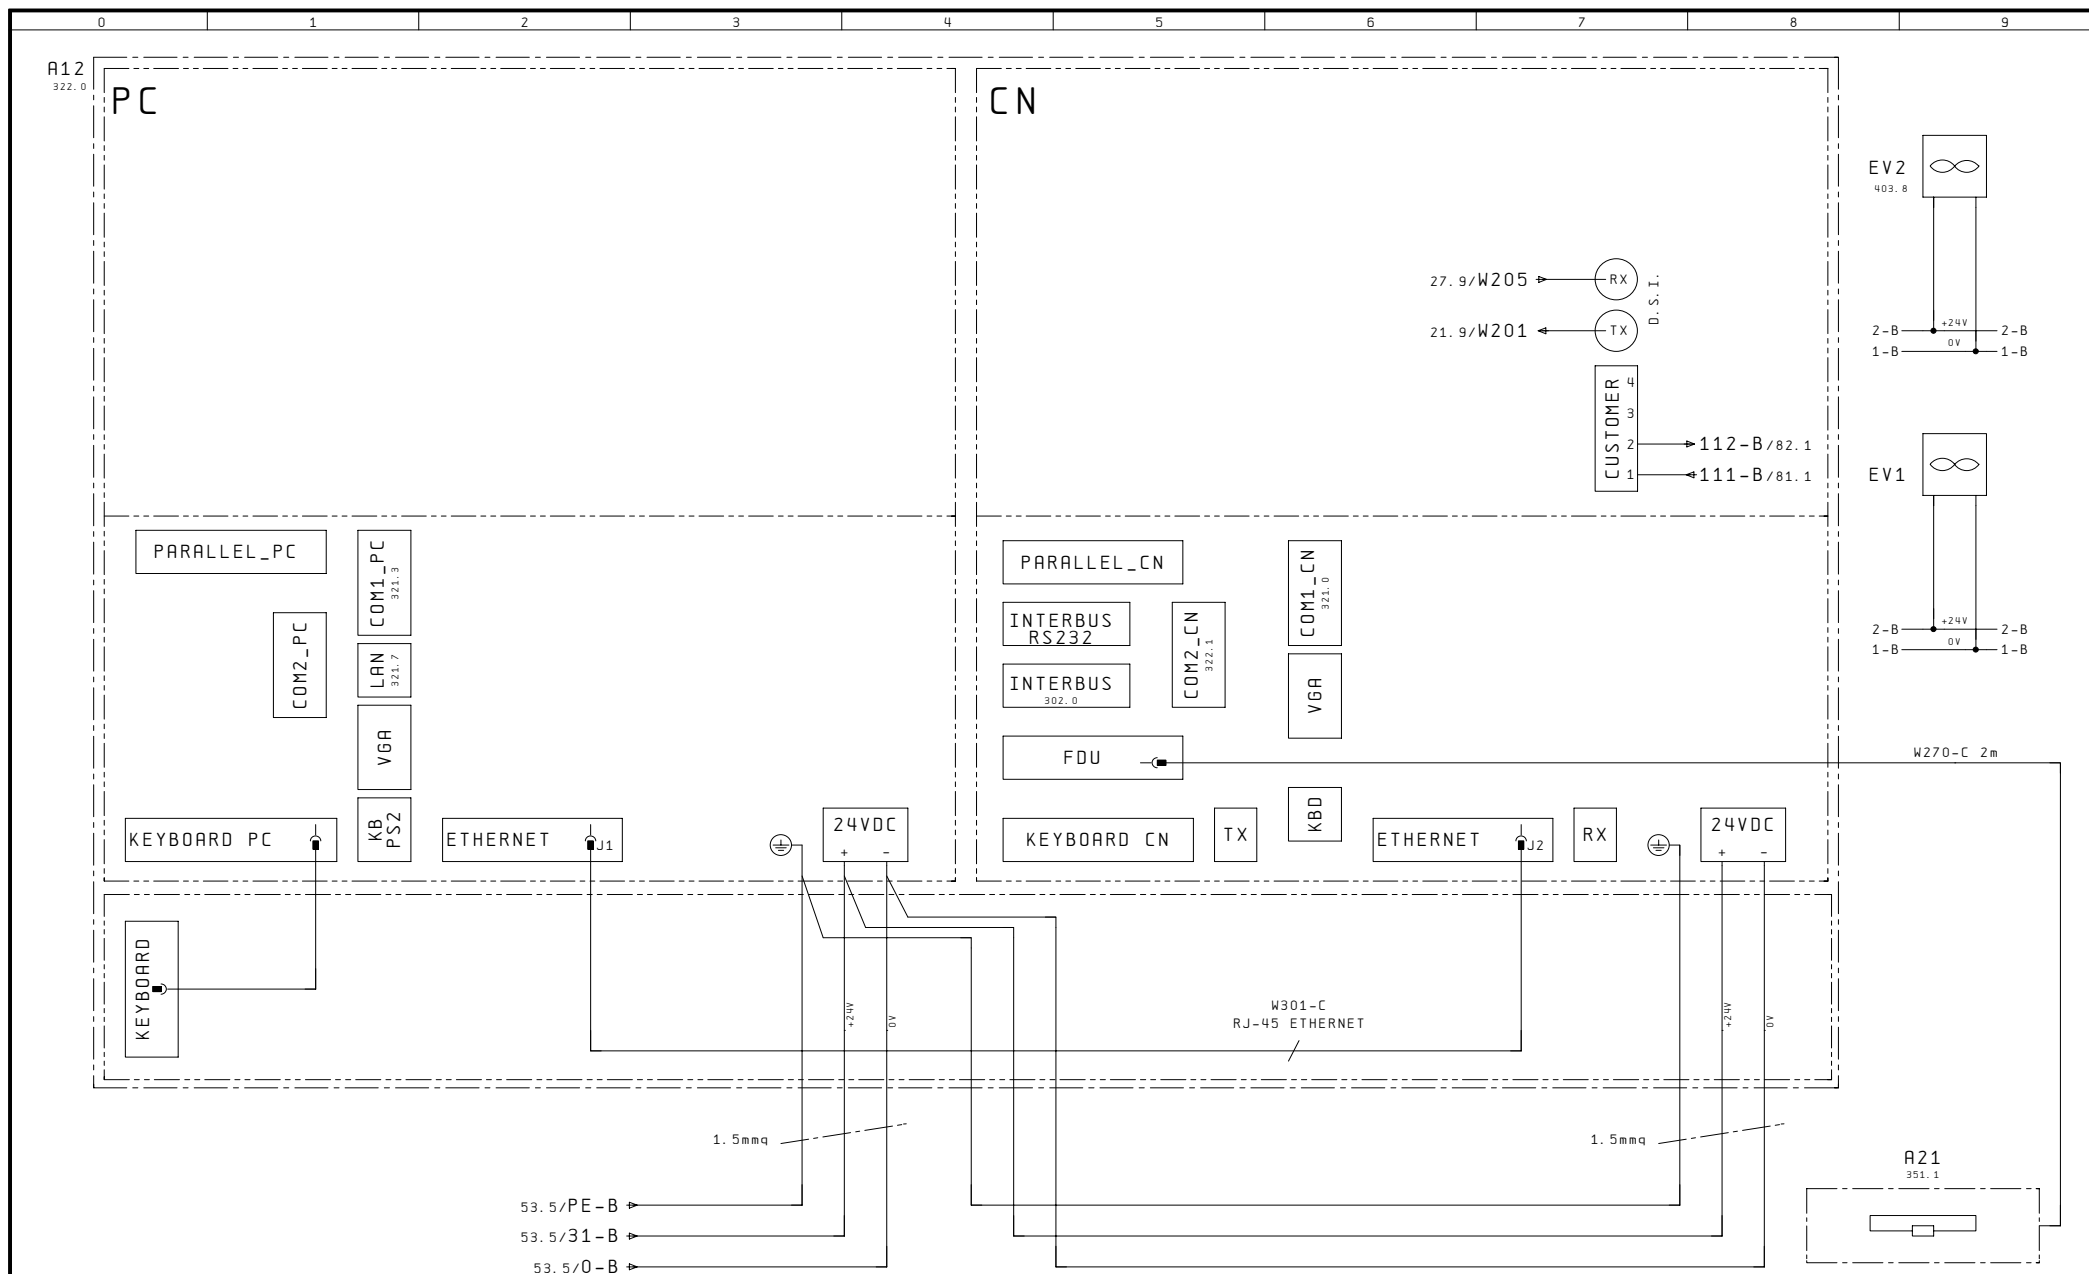 0 1 2 3 4 5 6 7 8 9
A12
322.0
PC
CN
EV2
403.8
27.9/W205
RX
D.S.I.
21.9/W201
TX
2-B +24V 2-B
1-B 0V 1-B
CUSTOMER
4
3
2
112-B/82.1
1
111-B/81.1
EV1
2-B +24V 2-B
1-B 0V 1-B
PARALLEL_PC
COM1_PC
321.3
COM2_PC
LAN
321.7
VGA
KEYBOARD PC
KB
PS2
ETHERNET
J1
24VDC
+ -
PARALLEL_CN
INTERBUS
RS232
INTERBUS
302.0
COM2_CN
322.1
COM1_CN
321.0
VGA
FDU
W270-C 2m
KEYBOARD CN
TX
KBD
ETHERNET
J2
RX
24VDC
+ -
KEYBOARD
+24V
0V
W301-C
RJ-45 ETHERNET
+24V
0V
1.5mmq
1.5mmq
A21
351.1
53.5/PE-B
53.5/31-B
53.5/0-B